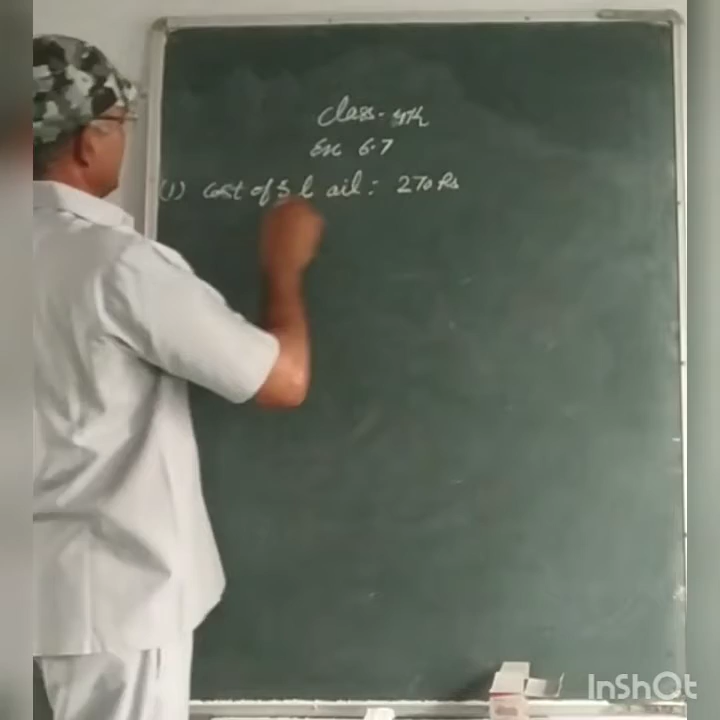 Class - 4th
Ex 6.7
(1) Cost of 5 l oil = 270 Rs
InShOt